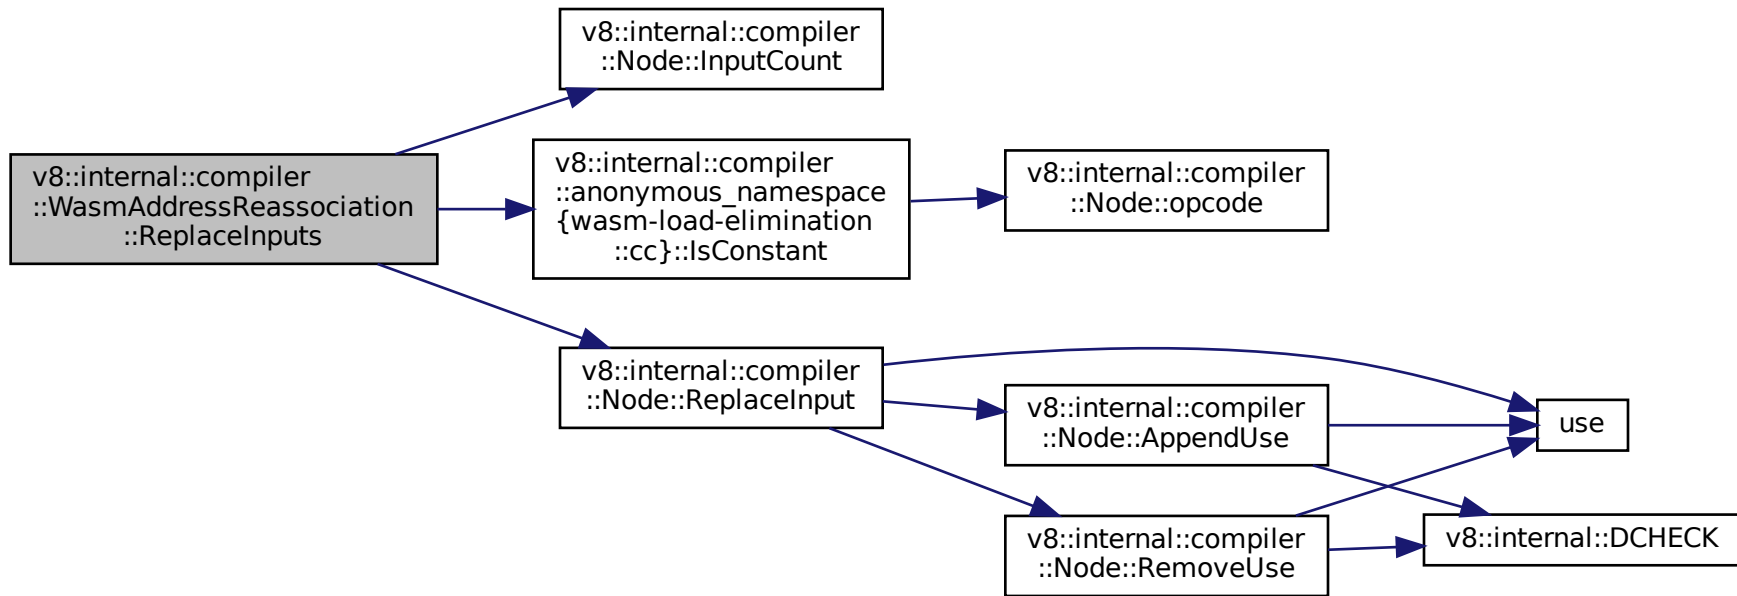 v8::internal::compiler
::Node::InputCount
v8::internal::compiler
::WasmAddressReassociation
::ReplaceInputs
v8::internal::compiler
::anonymous_namespace
{wasm-load-elimination
::cc}::IsConstant
v8::internal::compiler
::Node::opcode
v8::internal::compiler
::Node::ReplaceInput
v8::internal::compiler
::Node::AppendUse
use
v8::internal::compiler
::Node::RemoveUse
v8::internal::DCHECK